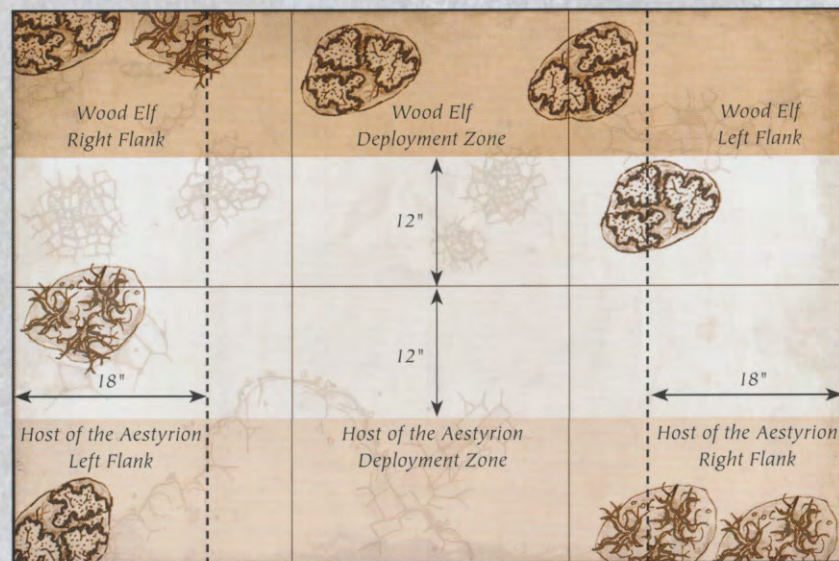 Wood Elf
Right Flank
Wood Elf
Deployment Zone
Wood Elf
Left Flank
12"
12"
18"
18"
Host of the Aestyrion
Left Flank
Host of the Aestyrion
Deployment Zone
Host of the Aestyrion
Right Flank